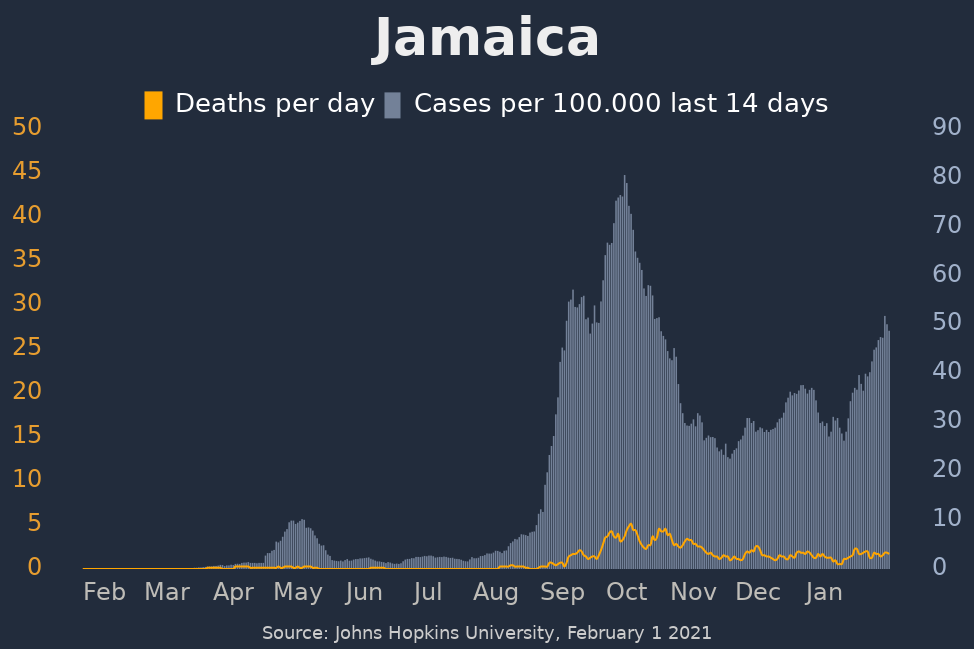 Jamaica
Deaths per day Cases per 100.000 last 14 days
50 90
45 80
40 70
35 60
30 50
25 40
20 30
15 20
10 10
5 0
0
Feb Mar Apr May Jun Jul Aug Sep Oct Nov Dec Jan
Source: Johns Hopkins University, February 1 2021